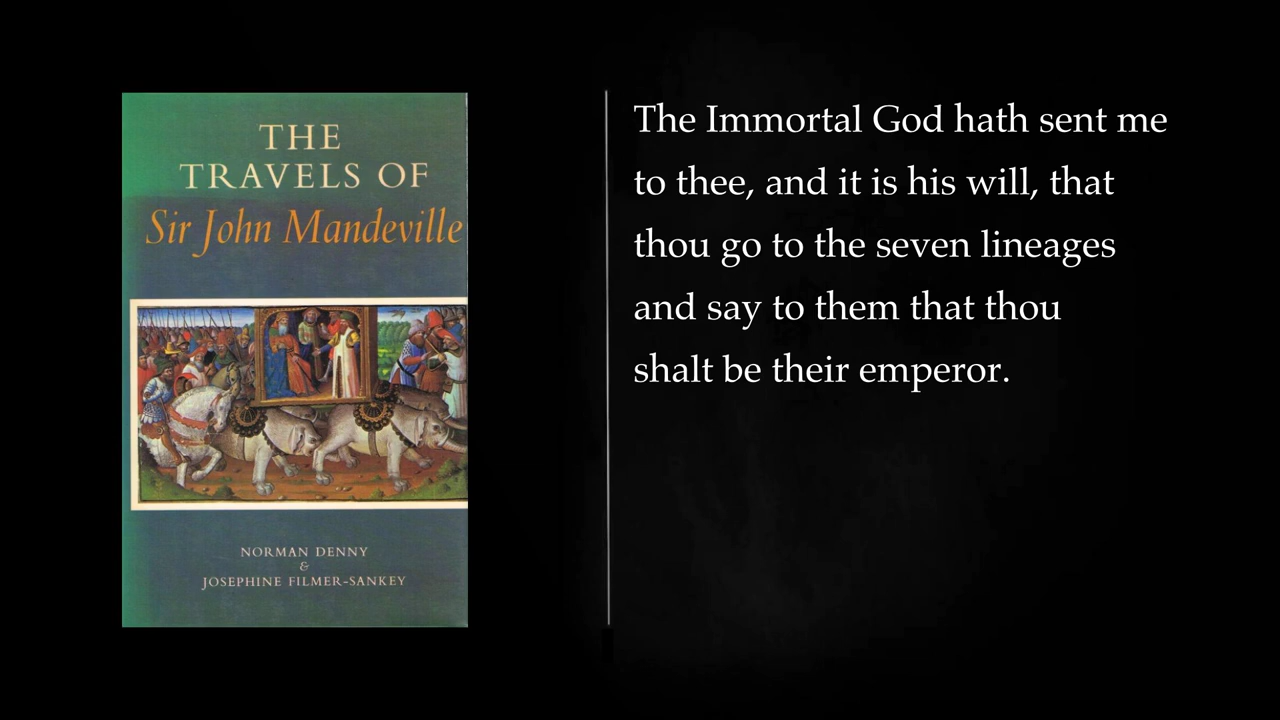 THE
TRAVELS OF
Sir John Mandeville
NORMAN DENNY
&
JOSEPHINE FILMER-SANKEY
The Immortal God hath sent me
to thee, and it is his will, that
thou go to the seven lineages
and say to them that thou
shalt be their emperor.